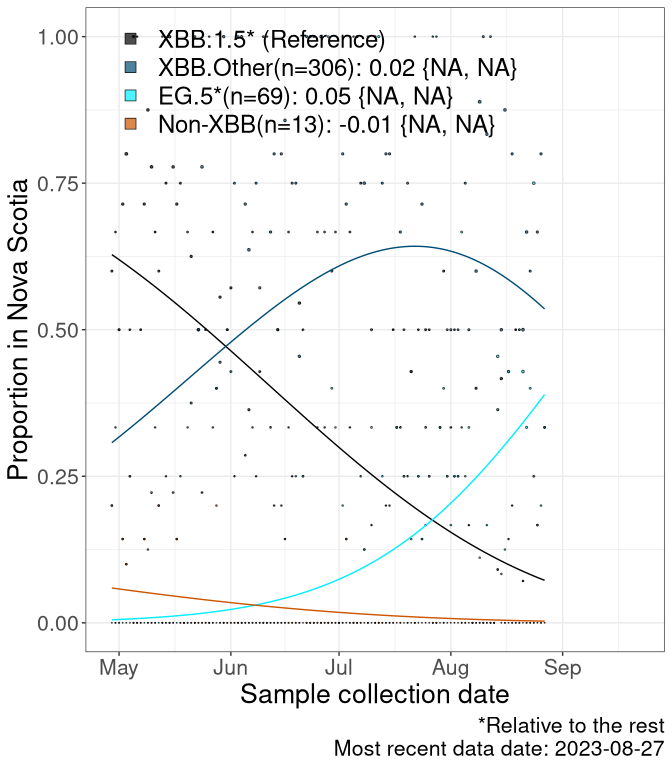 XBB.1.5* (Reference)
XBB.Other(n=306): 0.02 {NA, NA}
EG.5*(n=69): 0.05 {NA, NA}
Non-XBB(n=13): -0.01 {NA, NA}
1.00
0.75
0.50
0.25
0.00
Proportion in Nova Scotia
May Jun Jul Aug Sep
Sample collection date
*Relative to the rest
Most recent data date: 2023-08-27